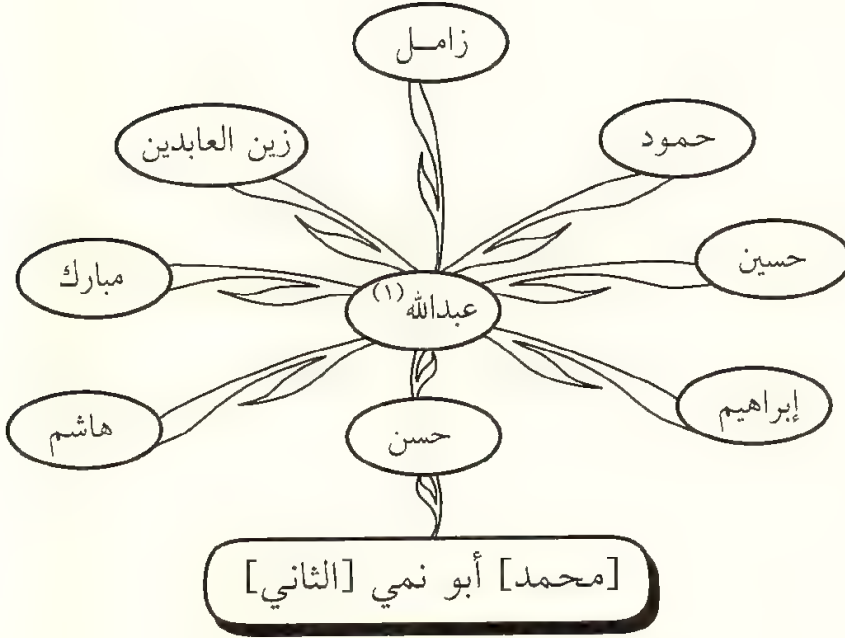 زامل
حمود
زين العابدين
حسين
مبارك
عبدالله (١)
إبراهيم
هاشم
حسن
[محمد] أبو نمي [الثاني]